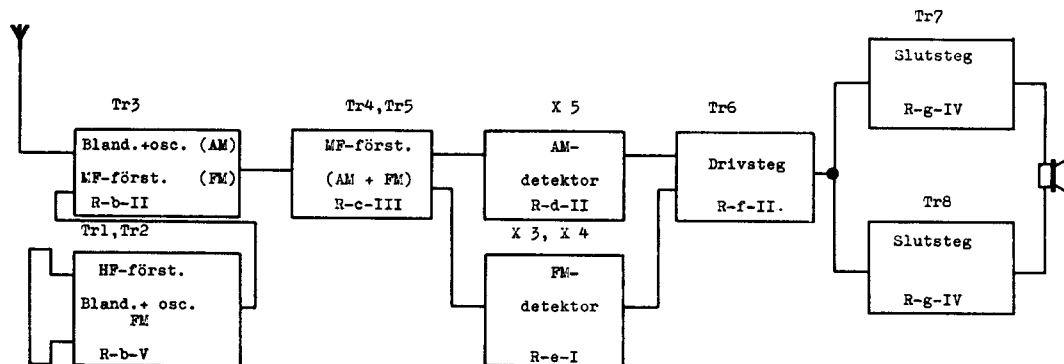 Tr7
Slutsteg
R-g-IV
Tr3
Bland.+osc. (AM)
MF-först. (FM)
R-b-II
Tr4,Tr5
MF-först.
(AM + FM)
R-c-III
X 5
AM-
detektor
R-d-II
Tr6
Drivsteg
R-f-II.
Tr1,Tr2
HF-först.
Bland.+ osc.
FM
R-b-V
X 3, X 4
FM-
detektor
R-e-I
Tr8
Slutsteg
R-g-IV